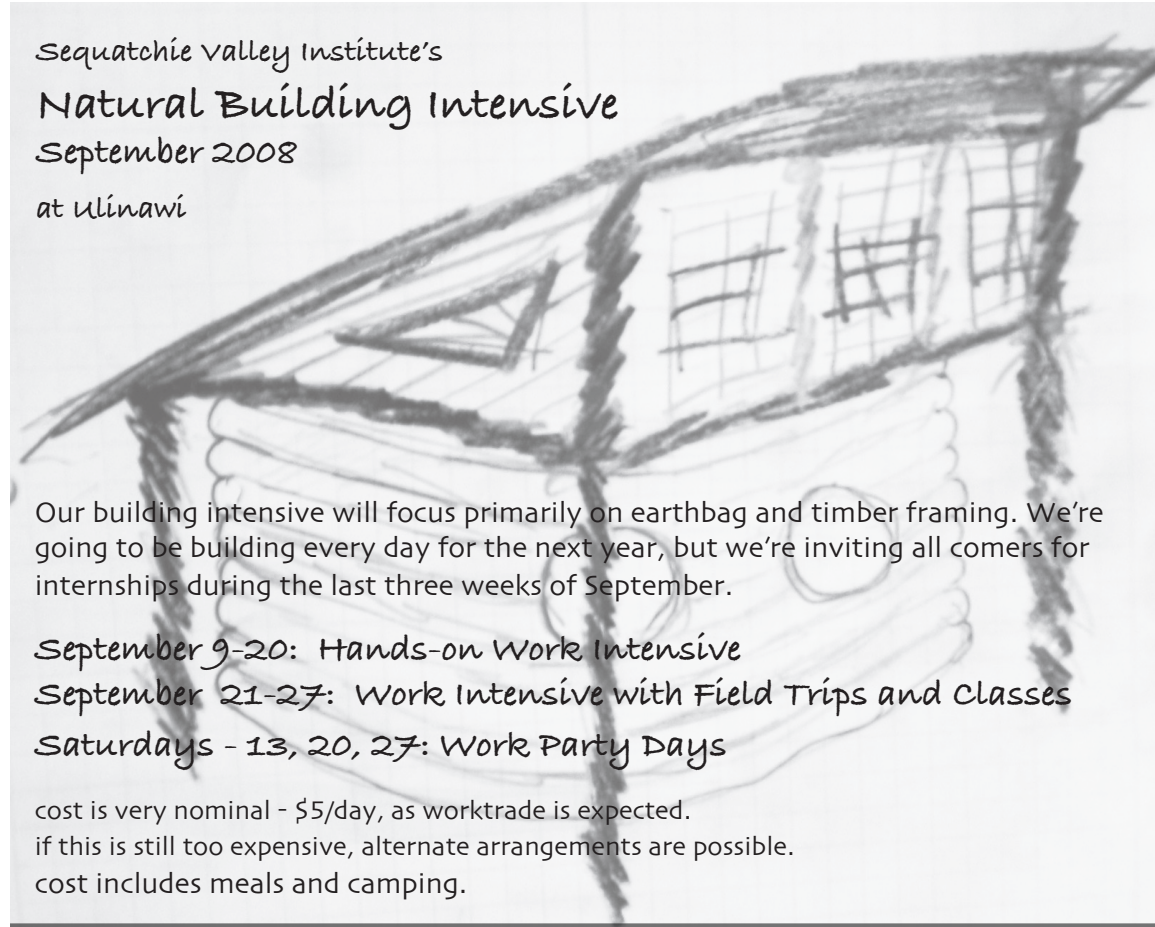 Sequatchie Valley Institute's
Natural Building Intensive
September 2008
at Ulinawi
Our building intensive will focus primarily on earthbag and timber framing. We're
going to be building every day for the next year, but we're inviting all comers for
internships during the last three weeks of September.
September 9-20: Hands-on Work Intensive
September 21-27: Work Intensive with Field Trips and Classes
Saturdays - 13, 20, 27: Work Party Days
cost is very nominal - $5/day, as worktrade is expected.
if this is still too expensive, alternate arrangements are possible.
cost includes meals and camping.